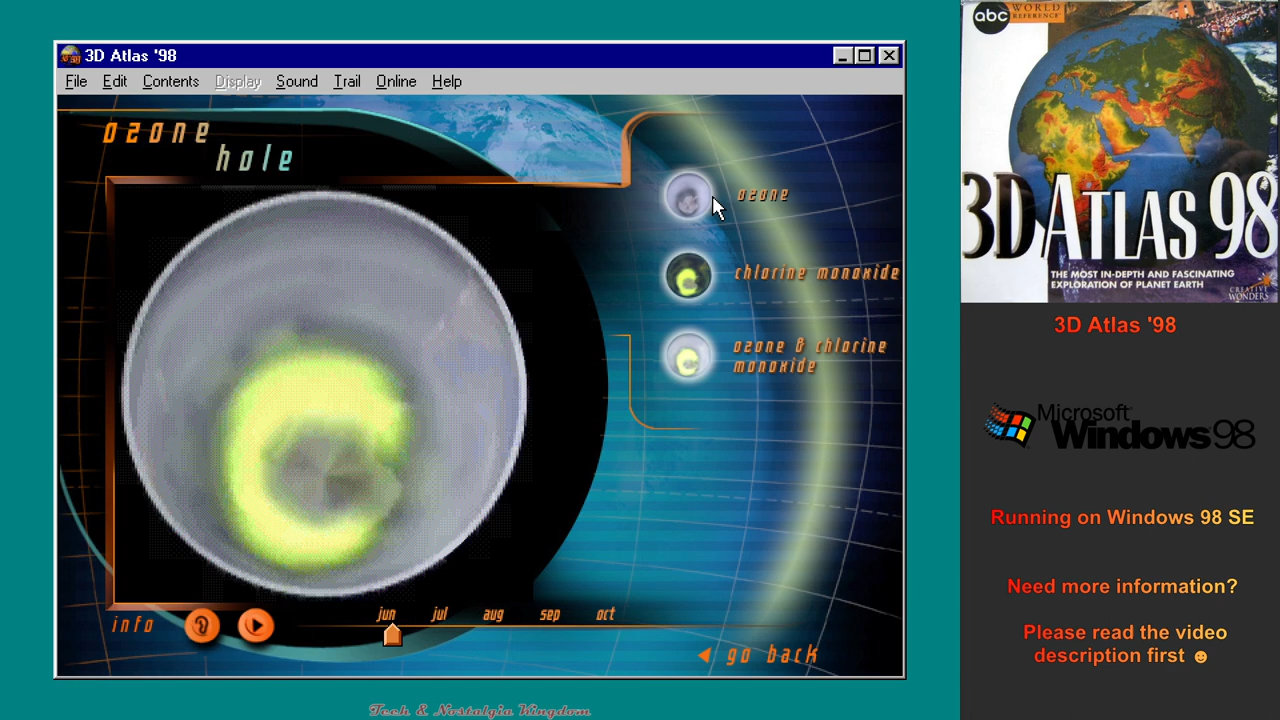 3D Atlas '98
File Edit Contents Display Sound Trail Online Help
ozone
hole
ozone
chlorine monoxide
ozone & chlorine
monoxide
jun jul aug sep oct
info
go back
Tech & Nostalgia Kingdom
abc WORLD
REFERENCE
3D ATLAS 98
THE MOST IN-DEPTH AND FASCINATING
EXPLORATION OF PLANET EARTH
CREATIVE
WONDERS
3D Atlas '98
Microsoft
Windows 98
Running on Windows 98 SE
Need more information?
Please read the video
description first ☻